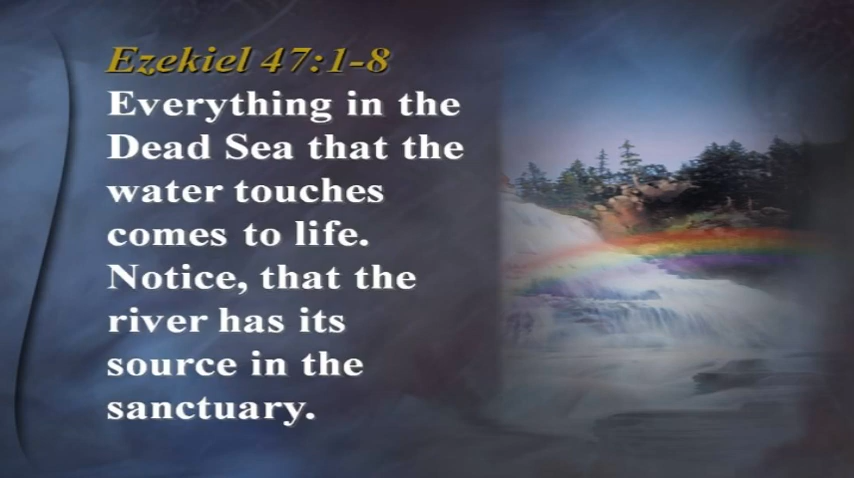 Ezekiel 47:1-8
Everything in the
Dead Sea that the
water touches
comes to life.
Notice, that the
river has its
source in the
sanctuary.